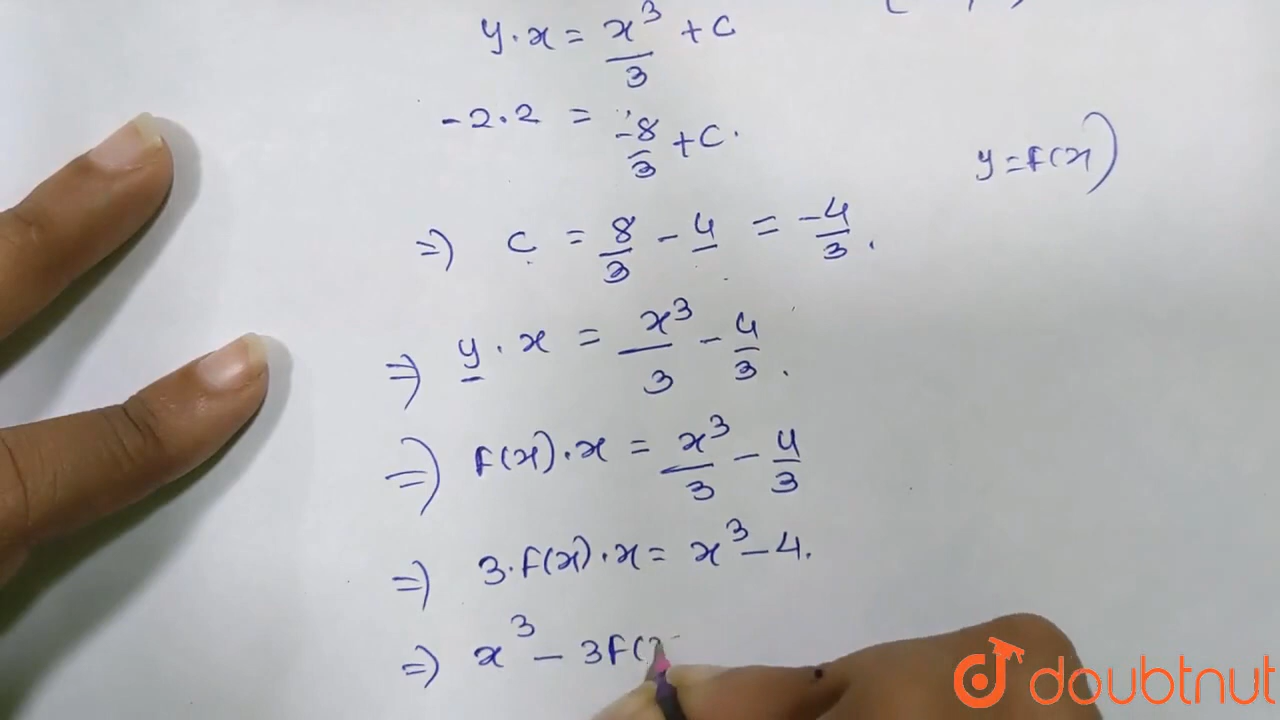 y·x = x³/3 + c
-2·2 = -8/3 + c.
y = f(x)
=) c = 8/3 - 4 = -4/3.
=) y·x = x³/3 - 4/3.
=) f(x)·x = x³/3 - 4/3
=) 3·f(x)·x = x³ - 4.
=) x³ - 3f(x
doubtnut